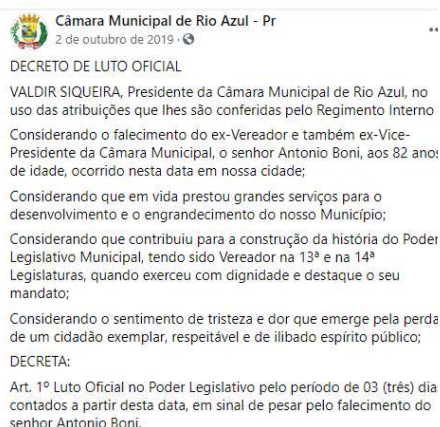 Câmara Municipal de Rio Azul - Pr
2 de outubro de 2019 ·
DECRETO DE LUTO OFICIAL
VALDIR SIQUEIRA, Presidente da Câmara Municipal de Rio Azul, no
uso das atribuições que lhes são conferidas pelo Regimento Interno
Considerando o falecimento do ex-Vereador e também ex-Vice-
Presidente da Câmara Municipal, o senhor Antonio Boni, aos 82 anos
de idade, ocorrido nesta data em nossa cidade;
Considerando que em vida prestou grandes serviços para o
desenvolvimento e o engrandecimento do nosso Município;
Considerando que contribuiu para a construção da história do Poder
Legislativo Municipal, tendo sido Vereador na 13ª e na 14ª
Legislaturas, quando exerceu com dignidade e destaque o seu
mandato;
Considerando o sentimento de tristeza e dor que emerge pela perda
de um cidadão exemplar, respeitável e de ilibado espírito público;
DECRETA:
Art. 1º Luto Oficial no Poder Legislativo pelo período de 03 (três) dias
contados a partir desta data, em sinal de pesar pelo falecimento do
senhor Antonio Boni.